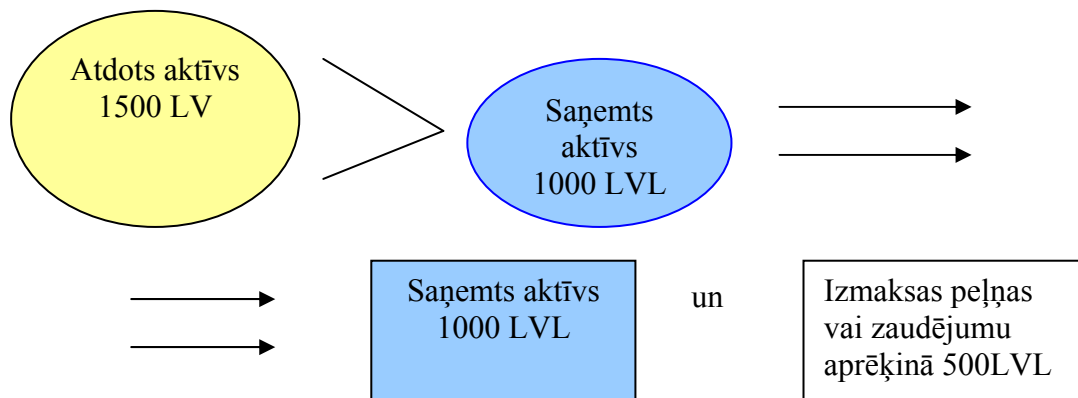 Atdots aktīvs
1500 LV
Saņemts
aktīvs
1000 LVL
Saņemts aktīvs
1000 LVL
un
Izmaksas peļņas
vai zaudējumu
aprēķinā 500LVL